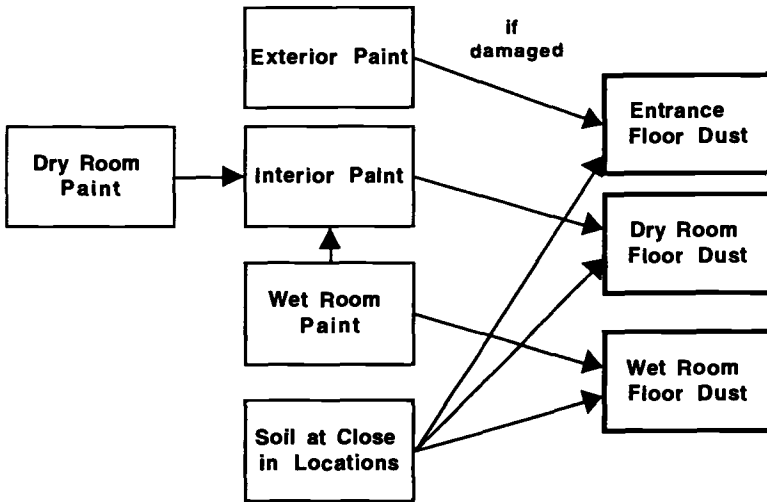 if
damaged
Exterior Paint
Entrance
Floor Dust
Dry Room
Paint
Interior Paint
Dry Room
Floor Dust
Wet Room
Paint
Wet Room
Floor Dust
Soil at Close
in Locations